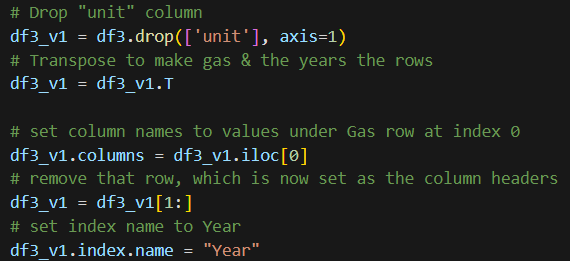 # Drop "unit" column
df3_v1 = df3.drop(['unit'], axis=1)
# Transpose to make gas & the years the rows
df3_v1 = df3_v1.T
# set column names to values under Gas row at index 0
df3_v1.columns = df3_v1.iloc[0]
# remove that row, which is now set as the column headers
df3_v1 = df3_v1[1:]
# set index name to Year
df3_v1.index.name = "Year"